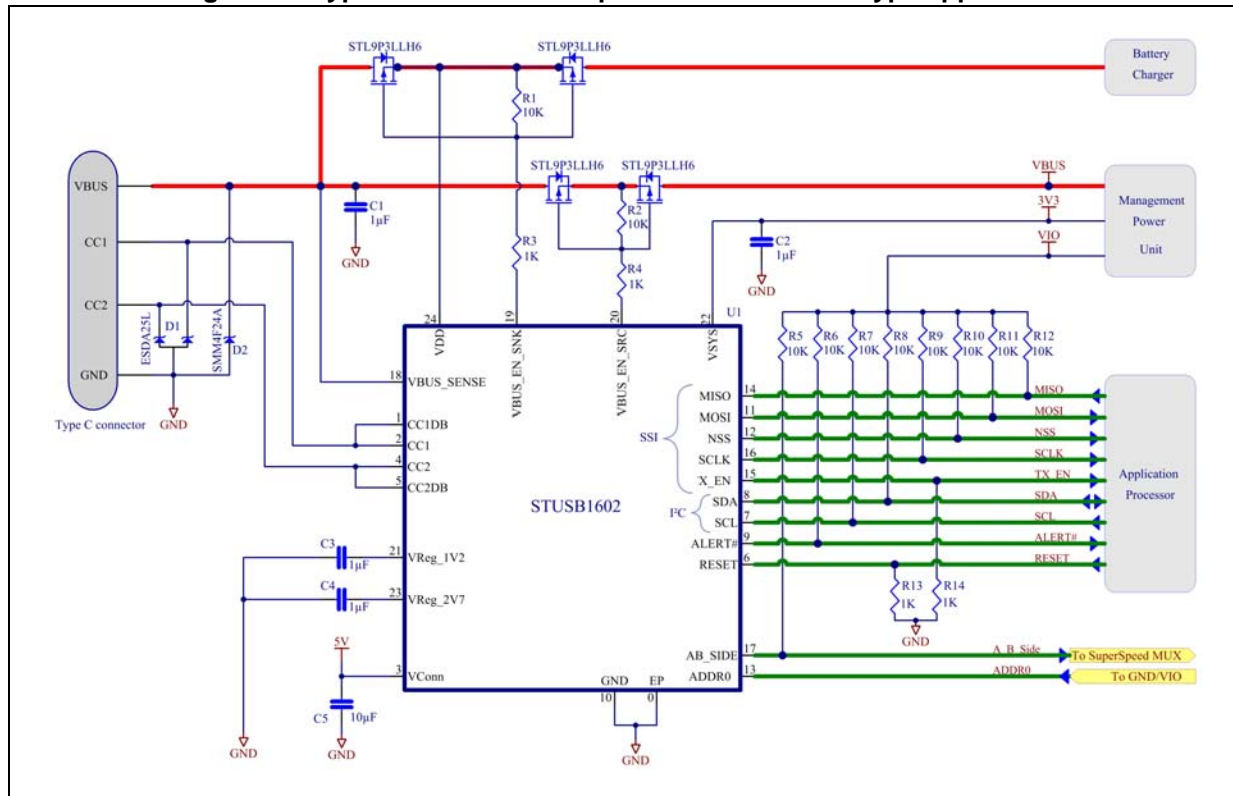 STL9P3LLH6
STL9P3LLH6
Battery
Charger
R1
10K
STL9P3LLH6
STL9P3LLH6
VBUS
VBUS
C1
1µF
GND
R2
10K
3V3
Management
Power
Unit
CC1
R3
1K
C2
1µF
GND
VIO
R4
1K
CC2
ESDA25L
D1
SMM4F24A
D2
GND
GND
Type C connector
U1
24
VDD
19
VBUS_EN_SNK
20
VBUS_EN_SRC
22
VSYS
R5
10K
R6
10K
R7
10K
R8
10K
R9
10K
R10
10K
R11
10K
R12
10K
18
VBUS_SENSE
1
CC1DB
2
CC1
4
CC2
5
CC2DB
STUSB1602
SSI
I²C
MISO
14
MISO
MOSI
11
MOSI
NSS
12
NSS
SCLK
16
SCLK
X_EN
15
TX_EN
SDA
8
SDA
SCL
7
SCL
ALERT#
9
ALERT#
RESET
6
RESET
Application
Processor
C3
1µF
21
VReg_1V2
C4
1µF
23
VReg_2V7
R13
1K
R14
1K
GND
5V
3
VConn
C5
10µF
GND
GND
AB_SIDE
17
A_B_Side
To SuperSpeed MUX
ADDR0
13
ADDR0
To GND/VIO
GND
10
EP
0
GND